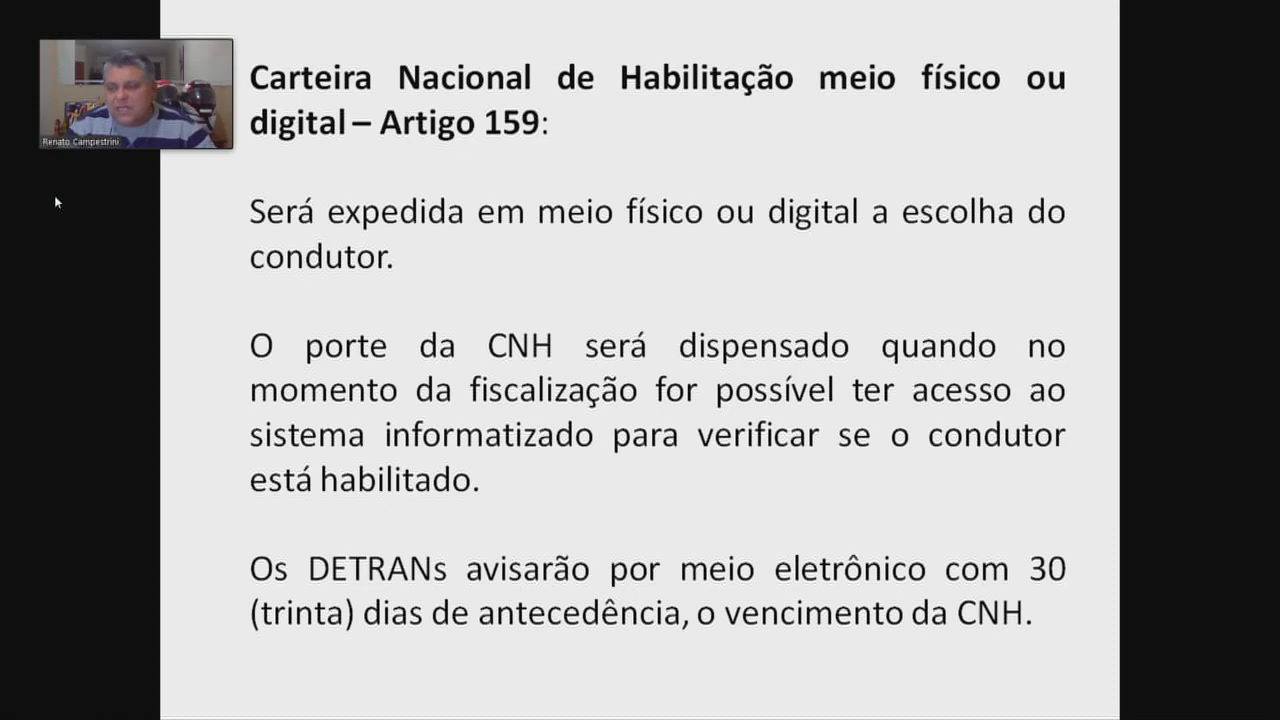 Renato Campestrini
Carteira Nacional de Habilitação meio físico ou
digital – Artigo 159:
Será expedida em meio físico ou digital a escolha do
condutor.
O porte da CNH será dispensado quando no
momento da fiscalização for possível ter acesso ao
sistema informatizado para verificar se o condutor
está habilitado.
Os DETRANs avisarão por meio eletrônico com 30
(trinta) dias de antecedência, o vencimento da CNH.